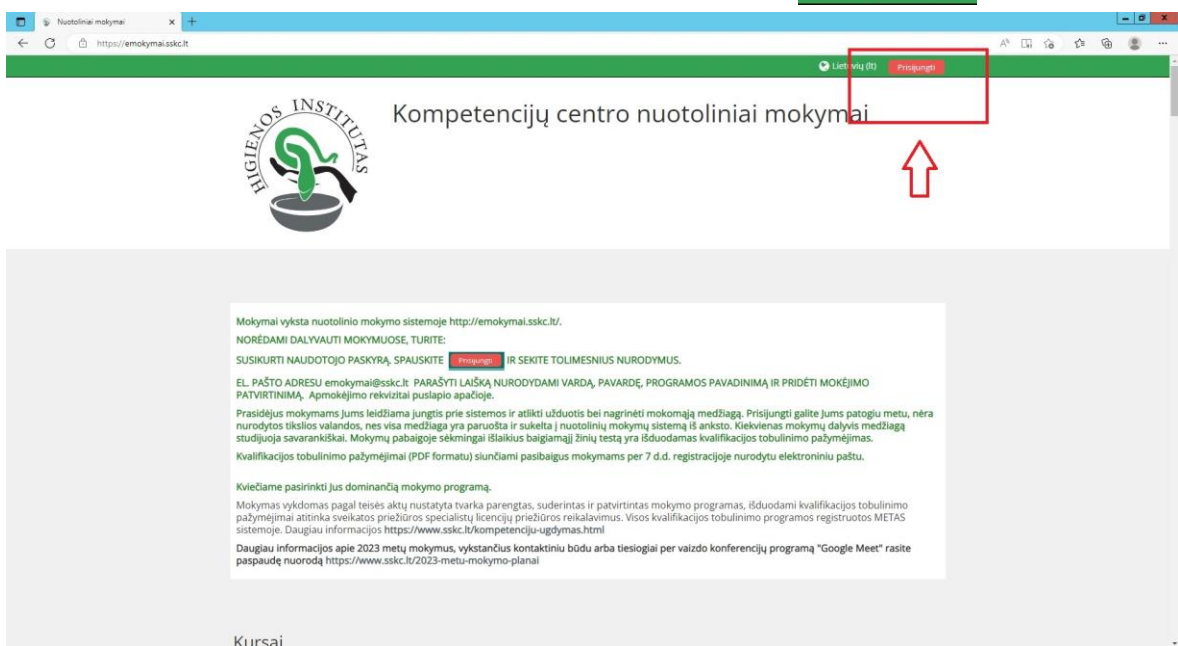 Nuotoliniai mokymai
https://emokymai.sskc.lt
Lietuvių (lt)
Prisijungti
HIGIENOS INSTITUTAS
Kompetencijų centro nuotoliniai mokymai
Mokymai vyksta nuotolinio mokymo sistemoje http://emokymai.sskc.lt/.
NORĖDAMI DALYVAUTI MOKYMUOSE, TURITE:
SUSIKURTI NAUDOTOJO PASKYRĄ. SPAUSKITE Prisijungti IR SEKITE TOLIMESNIUS NURODYMUS.
EL. PAŠTO ADRESU emokymai@sskc.lt PARAŠYTI LAIŠKĄ NURODYDAMI VARDĄ, PAVARDĘ, PROGRAMOS PAVADINIMĄ IR PRIDĖTI MOKĖJIMO
PATVIRTINIMĄ. Apmokėjimo rekvizitai puslapio apačioje.
Prasidėjus mokymams Jums leidžiama jungtis prie sistemos ir atlikti užduotis bei nagrinėti mokomąją medžiagą. Prisijungti galite Jums patogiu metu, nėra
nurodytos tikslios valandos, nes visa medžiaga yra paruošta ir sukelta į nuotolinių mokymų sistemą iš anksto. Kiekvienas mokymų dalyvis medžiagą
studijuoja savarankiškai. Mokymų pabaigoje sėkmingai išlaikius baigiamąjį žinių testą yra išduodamas kvalifikacijos tobulinimo pažymėjimas.
Kvalifikacijos tobulinimo pažymėjimai (PDF formatu) siunčiami pasibaigus mokymams per 7 d.d. registracijoje nurodytu elektroniniu paštu.
Kviečiame pasirinkti Jus dominančią mokymo programą.
Mokymas vykdomas pagal teisės aktų nustatyta tvarka parengtas, suderintas ir patvirtintas mokymo programas, išduodami kvalifikacijos tobulinimo
pažymėjimai atitinka sveikatos priežiūros specialistų licencijų priežiūros reikalavimus. Visos kvalifikacijos tobulinimo programos registruotos METAS
sistemoje. Daugiau informacijos https://www.sskc.lt/kompetenciju-ugdymas.html
Daugiau informacijos apie 2023 metų mokymus, vykstančius kontaktiniu būdu arba tiesiogiai per vaizdo konferencijų programą "Google Meet" rasite
paspaudę nuorodą https://www.sskc.lt/2023-metu-mokymo-planai
Kursai